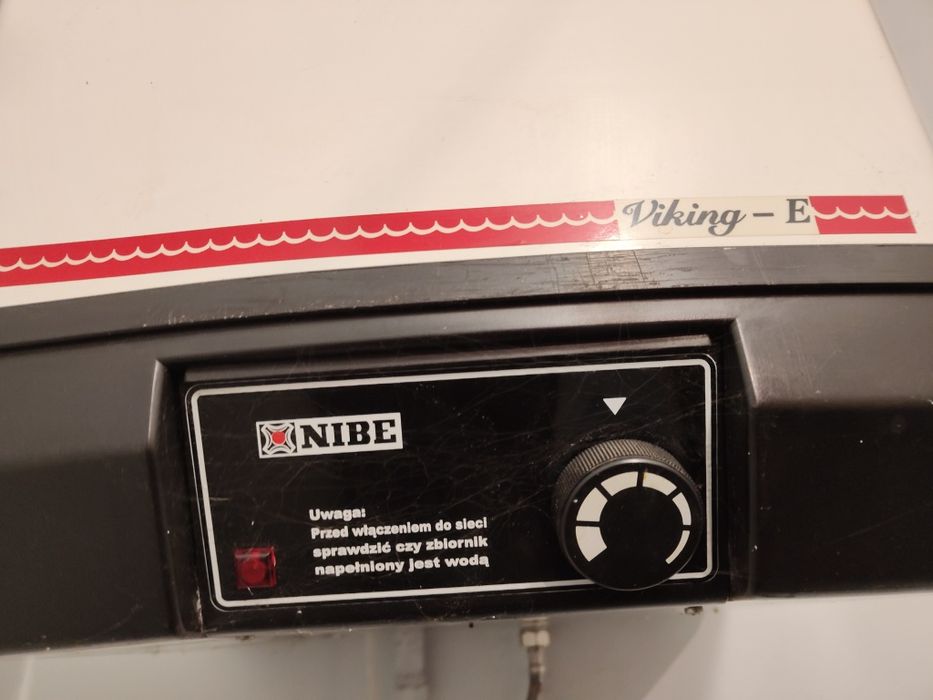 Viking – E
NIBE
Uwaga:
Przed włączeniem do sieci
sprawdzić czy zbiornik
napełniony jest wodą